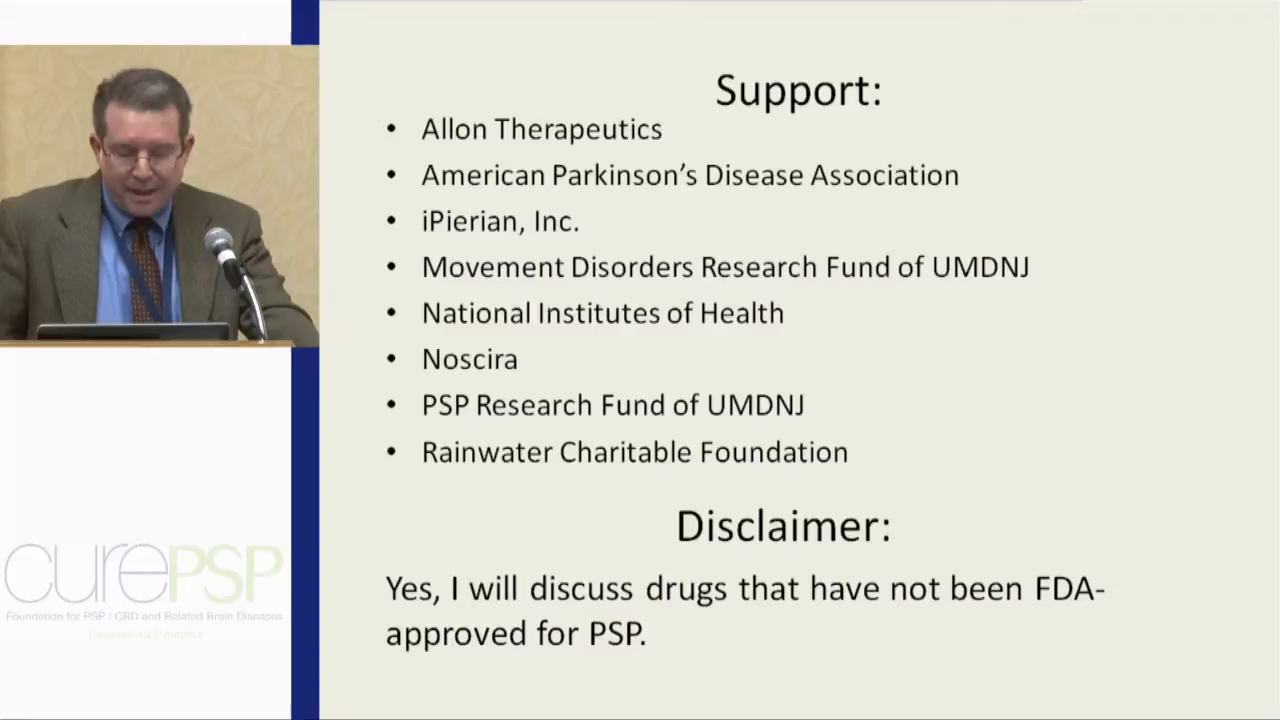 Support:
• Allon Therapeutics
• American Parkinson's Disease Association
• iPierian, Inc.
• Movement Disorders Research Fund of UMDNJ
• National Institutes of Health
• Noscira
• PSP Research Fund of UMDNJ
• Rainwater Charitable Foundation
Disclaimer:
Yes, I will discuss drugs that have not been FDA-
approved for PSP.
curePSP
Foundation for PSP | CBD and Related Brain Diseases